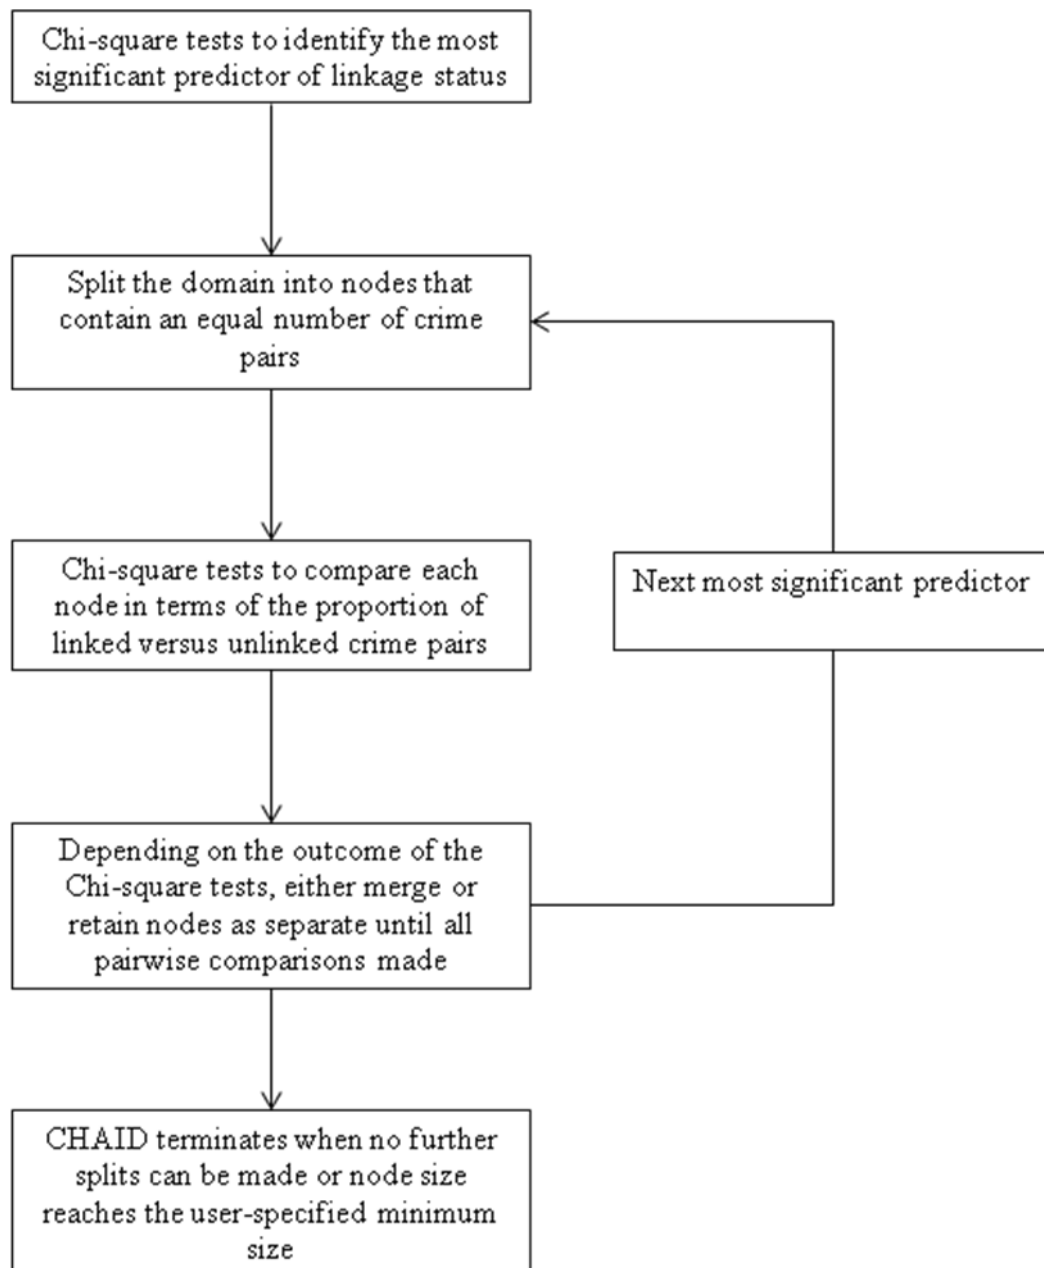 Chi-square tests to identify the most
significant predictor of linkage status
Split the domain into nodes that
contain an equal number of crime
pairs
Chi-square tests to compare each
node in terms of the proportion of
linked versus unlinked crime pairs
Next most significant predictor
Depending on the outcome of the
Chi-square tests, either merge or
retain nodes as separate until all
pairwise comparisons made
CHAID terminates when no further
splits can be made or node size
reaches the user-specified minimum
size